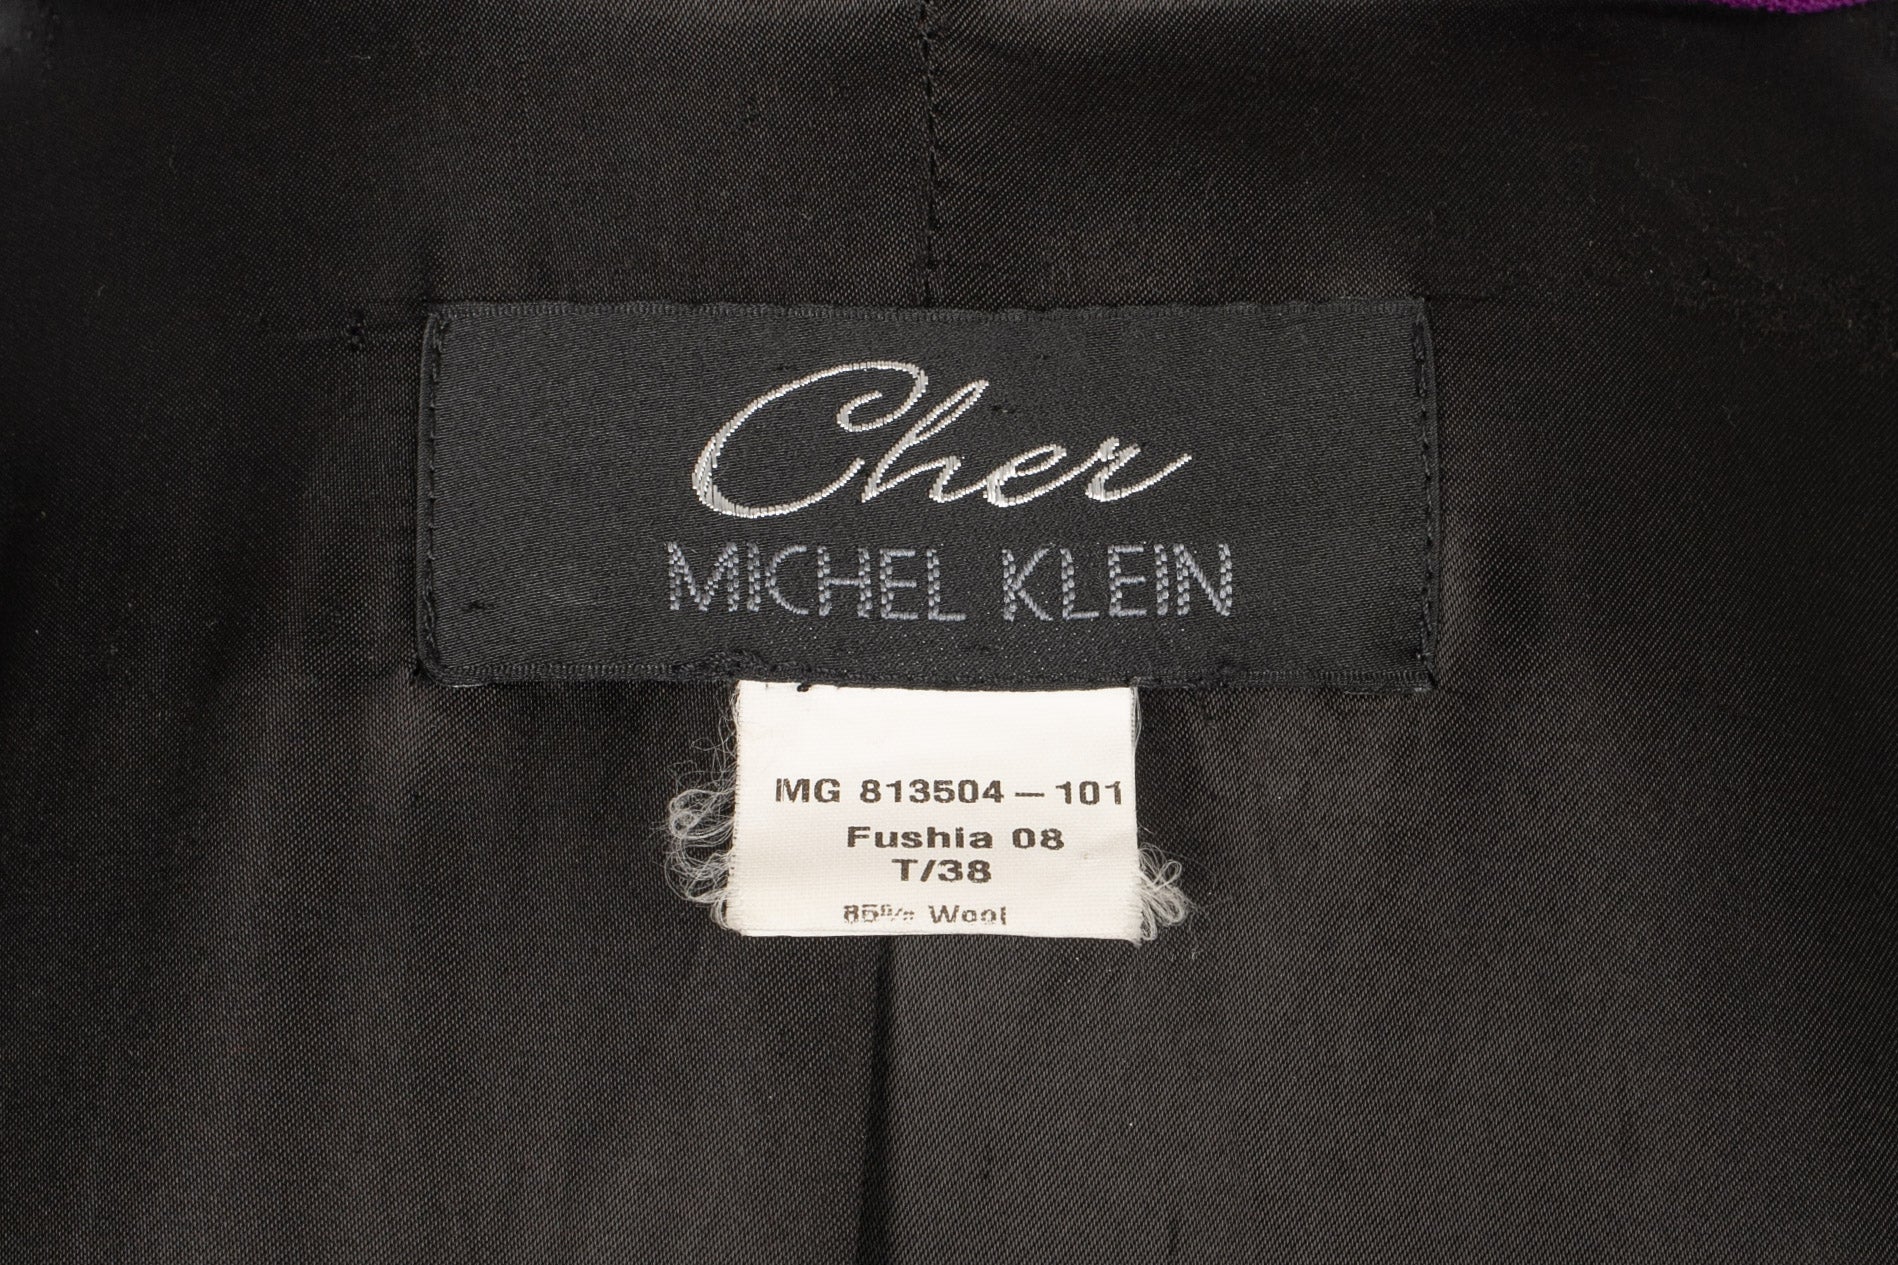 Cher
MICHEL KLEIN
MG 813504 — 101
Fushia 08
T/38
85% Wool